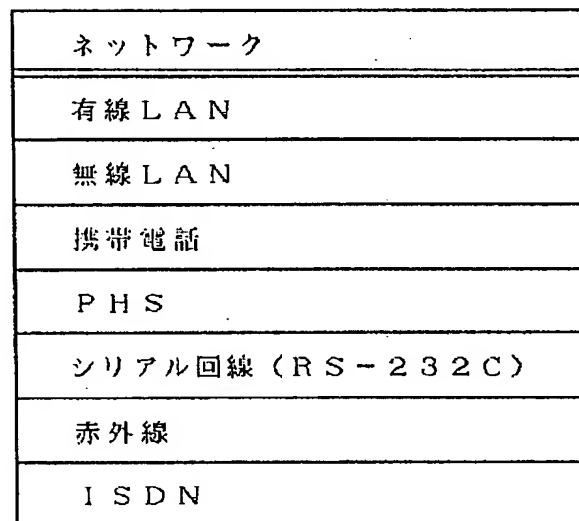 ネットワーク
有線LAN
無線LAN
携帯電話
PHS
シリアル回線(RS-232C)
赤外線
ISDN